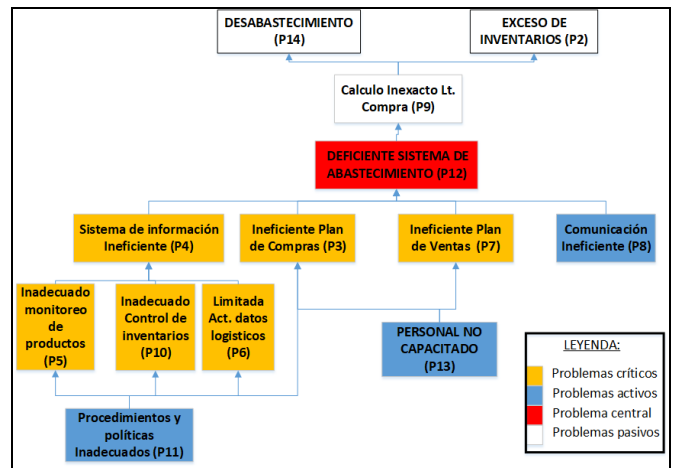 DESABASTECIMIENTO
(P14)
EXCESO DE
INVENTARIOS (P2)
Calculo Inexacto Lt.
Compra (P9)
DEFICIENTE SISTEMA DE
ABASTECIMIENTO (P12)
Sistema de información
Ineficiente (P4)
Ineficiente Plan
de Compras (P3)
Ineficiente Plan
de Ventas (P7)
Comunicación
Ineficiente (P8)
Inadecuado
monitoreo
de
productos
(P5)
Inadecuado
Control de
inventarios
(P10)
Limitada
Act. datos
logisticos
(P6)
PERSONAL NO
CAPACITADO
(P13)
Procedimientos y
políticas
Inadecuados (P11)
LEYENDA:
Problemas críticos
Problemas activos
Problema central
Problemas pasivos